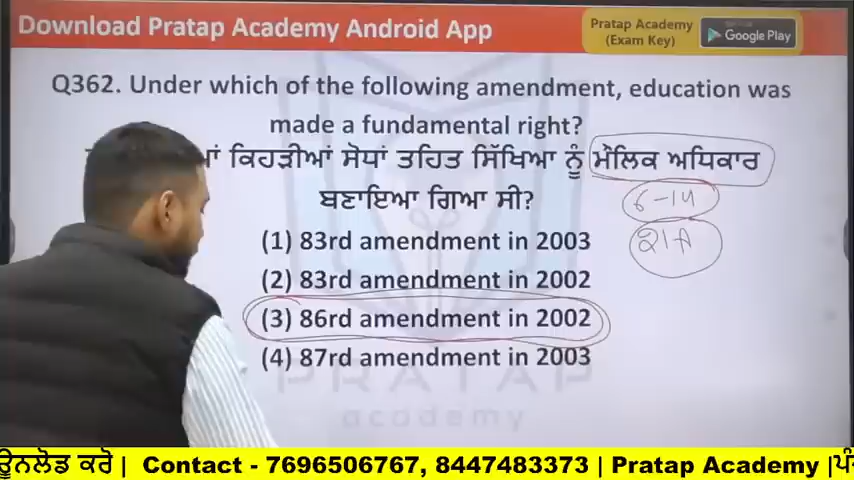 Download Pratap Academy Android App
Pratap Academy
(Exam Key)
Google Play
Q362. Under which of the following amendment, education was
made a fundamental right?
ਕਿਹੜੀਆਂ ਸੋਧਾਂ ਤਹਿਤ ਸਿੱਖਿਆ ਨੂੰ ਮੌਲਿਕ ਅਧਿਕਾਰ
ਬਣਾਇਆ ਗਿਆ ਸੀ?
6-14
21A
(1) 83rd amendment in 2003
(2) 83rd amendment in 2002
(3) 86rd amendment in 2002
(4) 87rd amendment in 2003
PRATAP
academy
ਕਰੋ | Contact - 7696506767, 8447483373 | Pratap Academy |